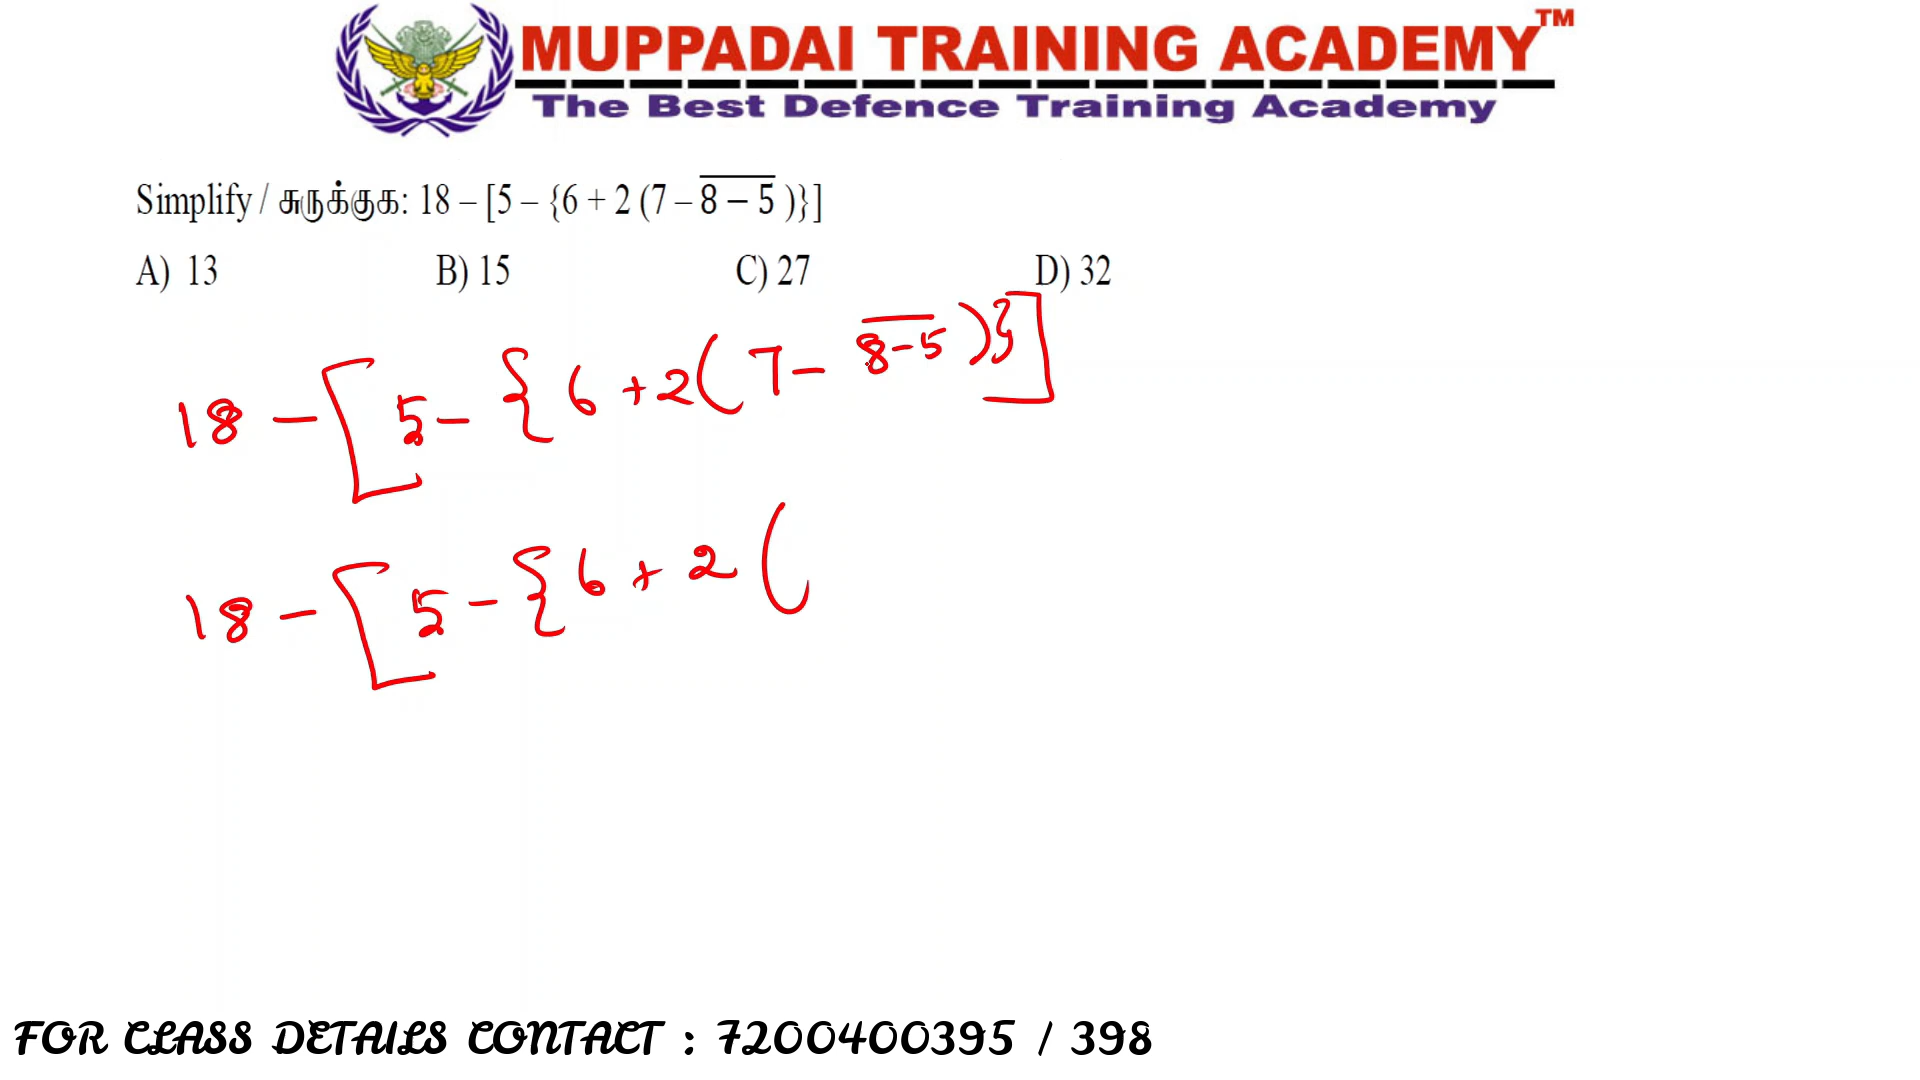 MUPPADAI TRAINING ACADEMY™
The Best Defence Training Academy
Simplify / சுருக்குக: 18 – [5 – {6 + 2 (7 – 8̅ ̅−̅ ̅5̅ )}]
A) 13 B) 15 C) 27 D) 32
18 - [5 - {6 + 2(7 - 8̅-̅5̅)}]
18 - [5 - {6 + 2 (
FOR CLASS DETAILS CONTACT : 7200400395 / 398